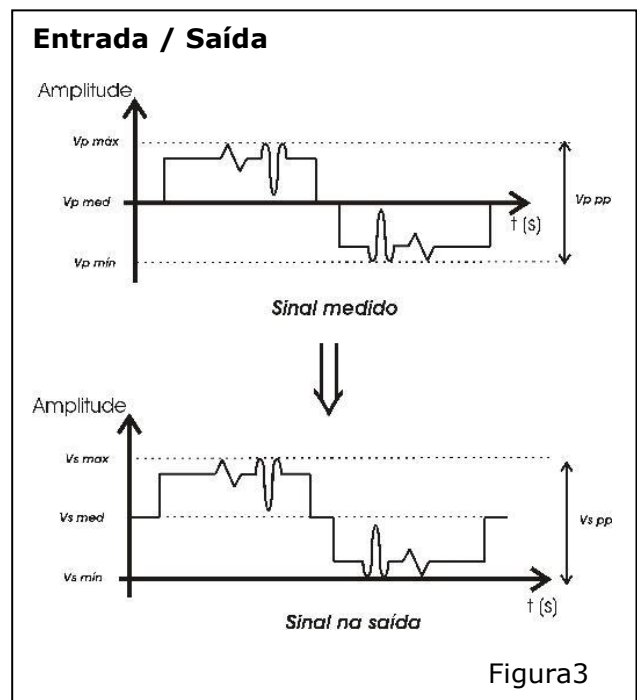 Entrada / Saída
Amplitude
Vp máx
Vp med
Vp pp
t (s)
Vp mín
Sinal medido
Amplitude
Vs max
Vs med
Vs pp
Vs mín
t (s)
Sinal na saída
Figura3